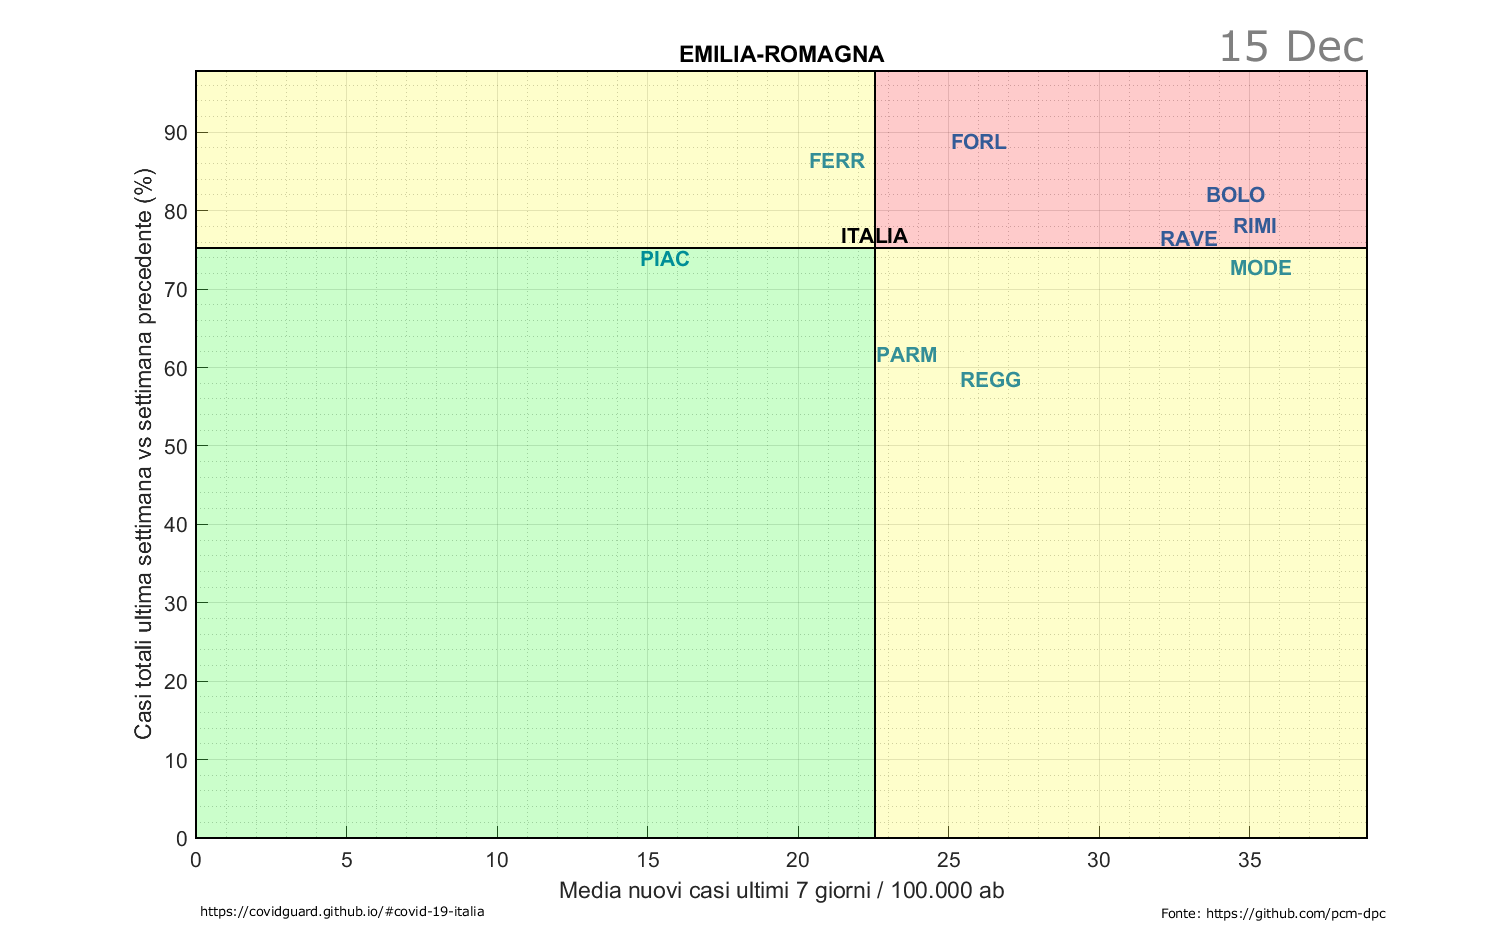 15 Dec
EMILIA-ROMAGNA
Casi totali ultima settimana vs settimana precedente (%)
90
80
70
60
50
40
30
20
10
0
FORL
FERR
BOLO
RIMI
ITALIA
RAVE
PIAC
MODE
PARM
REGG
0 5 10 15 20 25 30 35
Media nuovi casi ultimi 7 giorni / 100.000 ab
https://covidguard.github.io/#covid-19-italia
Fonte: https://github.com/pcm-dpc